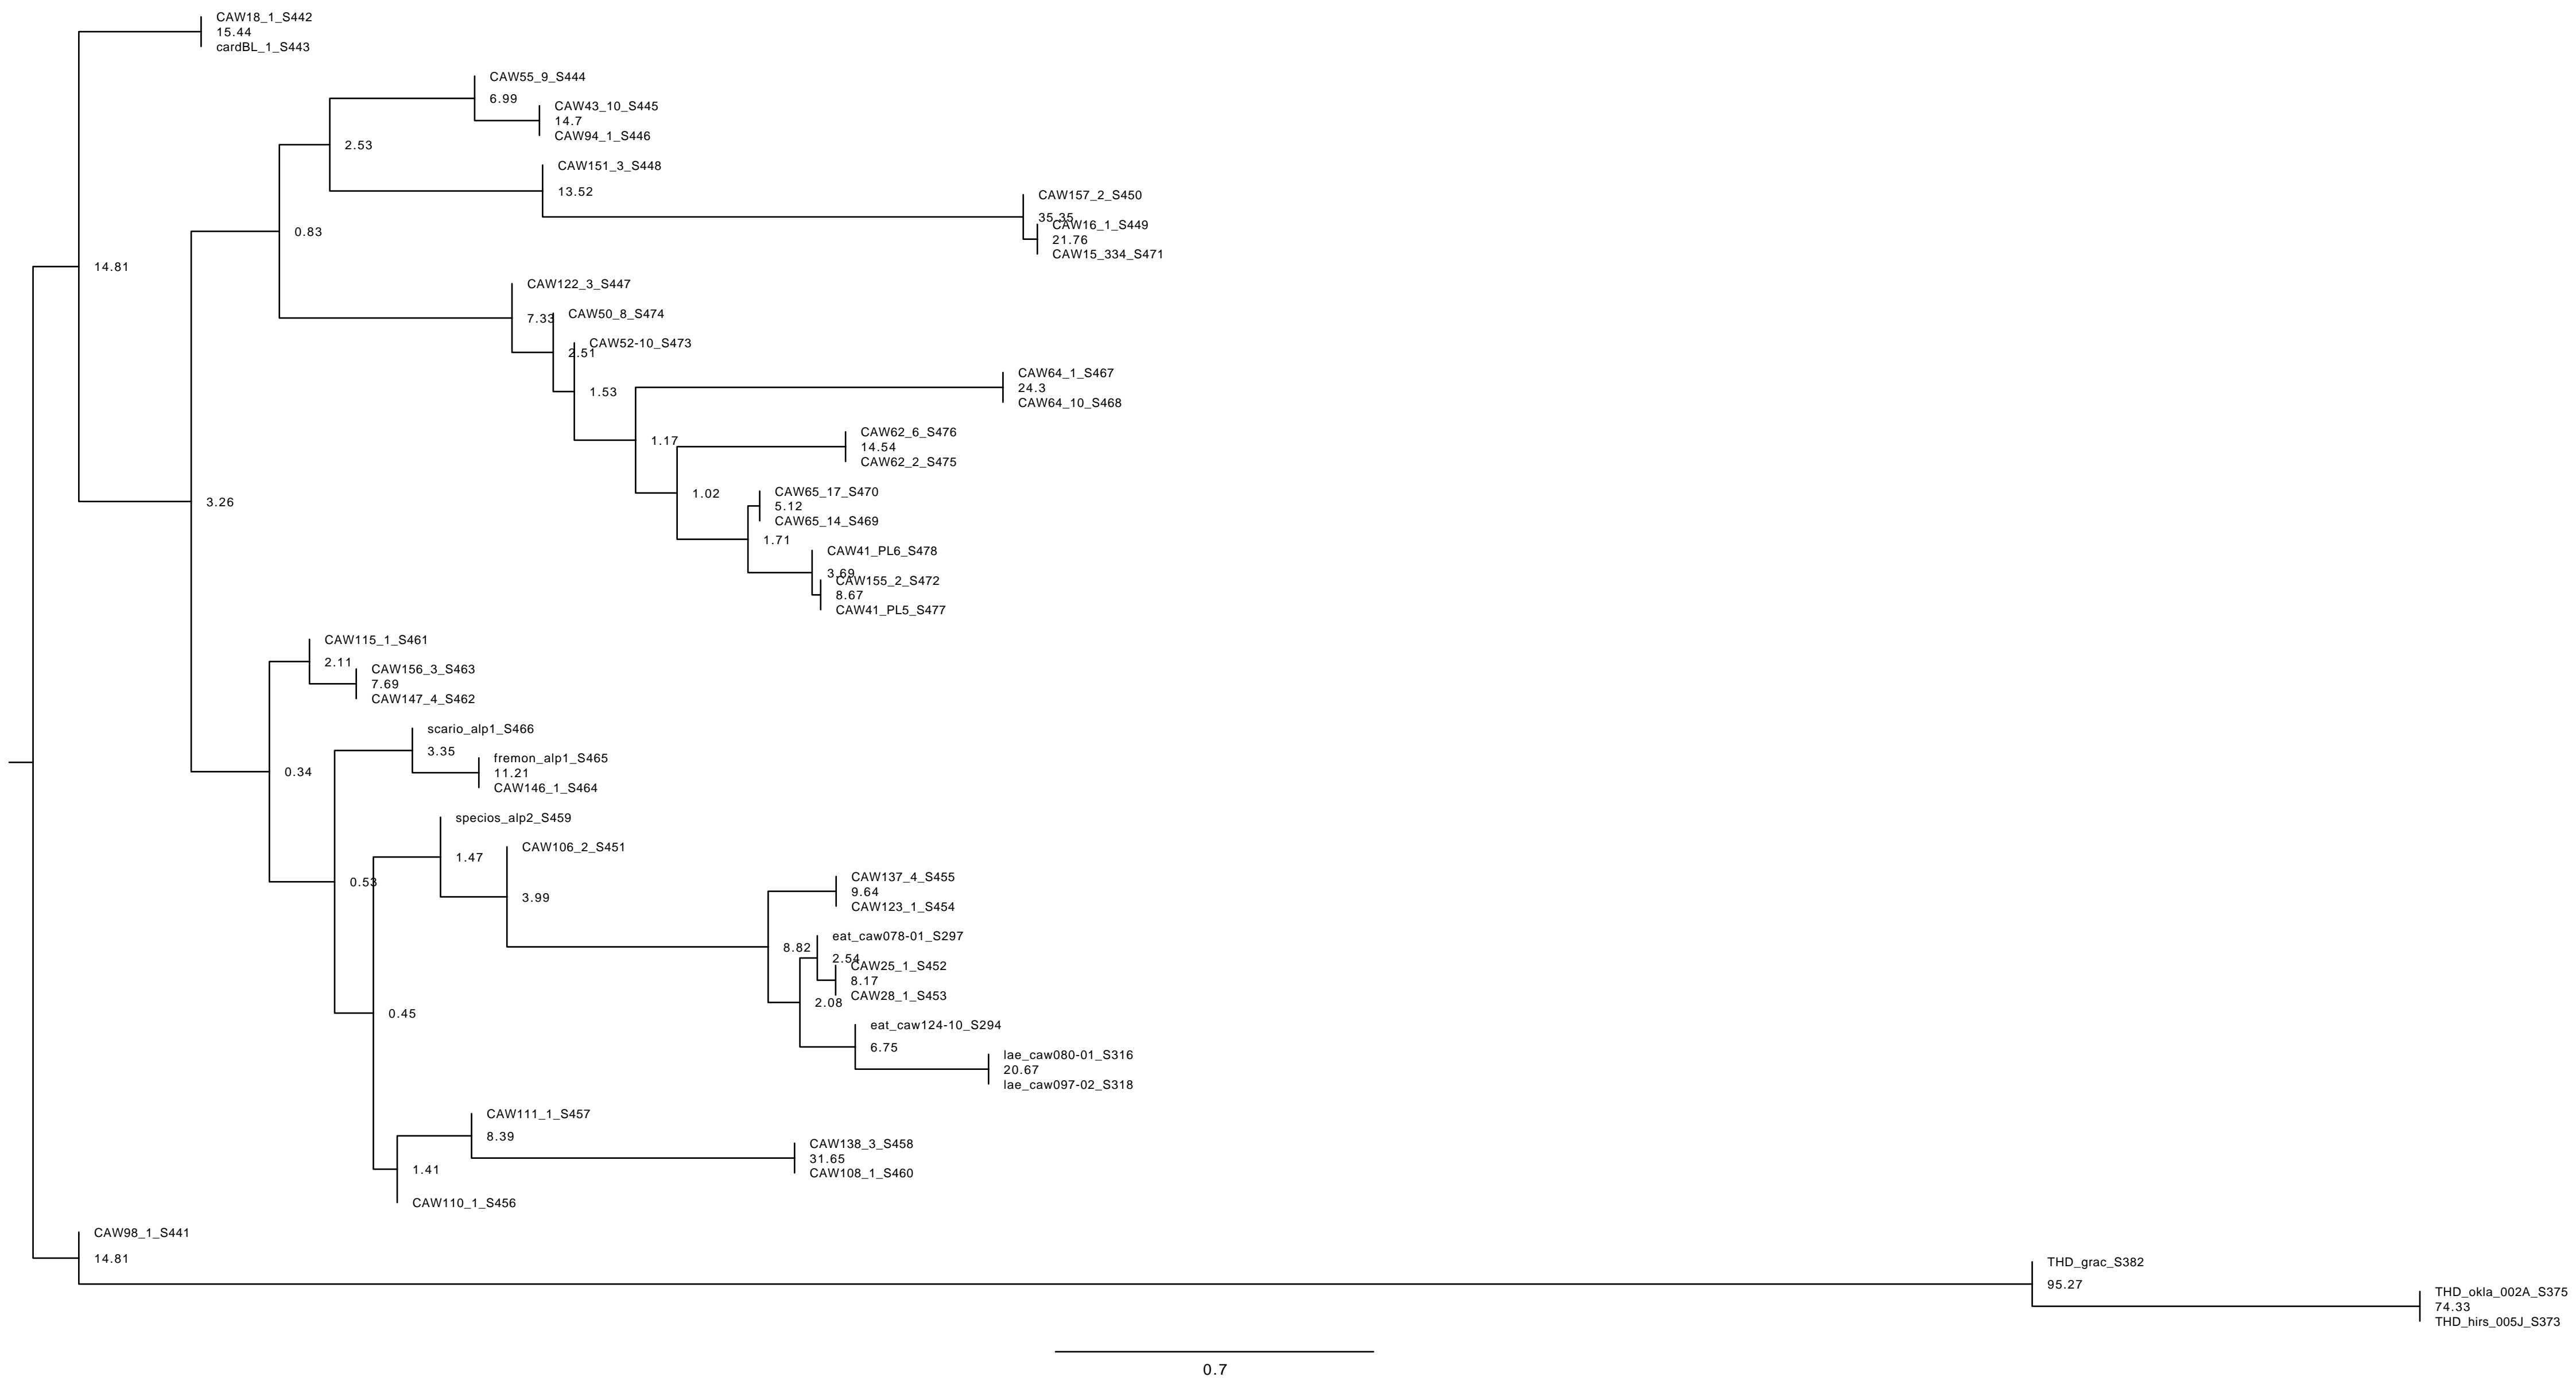 CAW18_1_S442
15.44
cardBL_1_S443
CAW55_9_S444
6.99
CAW43_10_S445
14.7
CAW94_1_S446
2.53
CAW151_3_S448
13.52
CAW157_2_S450
35.35
CAW16_1_S449
21.76
CAW15_334_S471
0.83
14.81
CAW122_3_S447
7.33
CAW50_8_S474
2.51
CAW52-10_S473
1.53
CAW64_1_S467
24.3
CAW64_10_S468
1.17
CAW62_6_S476
14.54
CAW62_2_S475
1.02
CAW65_17_S470
5.12
CAW65_14_S469
3.26
1.71
CAW41_PL6_S478
3.69
CAW155_2_S472
8.67
CAW41_PL5_S477
CAW115_1_S461
2.11
CAW156_3_S463
7.69
CAW147_4_S462
scario_alp1_S466
3.35
fremon_alp1_S465
11.21
CAW146_1_S464
0.34
specios_alp2_S459
1.47
CAW106_2_S451
3.99
0.53
CAW137_4_S455
9.64
CAW123_1_S454
8.82
eat_caw078-01_S297
2.54
CAW25_1_S452
8.17
CAW28_1_S453
2.08
0.45
eat_caw124-10_S294
6.75
lae_caw080-01_S316
20.67
lae_caw097-02_S318
CAW111_1_S457
8.39
CAW138_3_S458
31.65
CAW108_1_S460
1.41
CAW110_1_S456
CAW98_1_S441
14.81
THD_grac_S382
95.27
THD_okla_002A_S375
74.33
THD_hirs_005J_S373
0.7